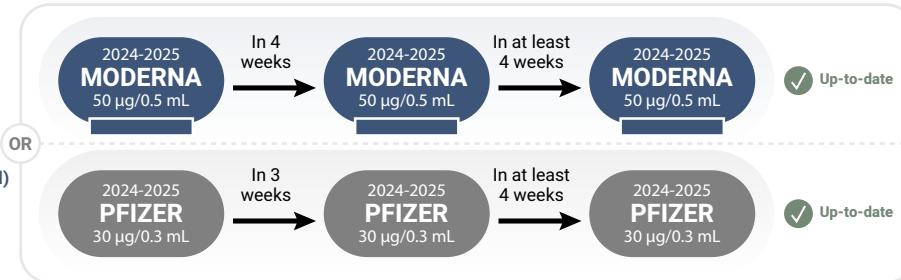 In 4
weeks
In at least
4 weeks
2024-2025
MODERNA
50 µg/0.5 mL
2024-2025
MODERNA
50 µg/0.5 mL
2024-2025
MODERNA
50 µg/0.5 mL
Up-to-date
OR
In 3
weeks
In at least
4 weeks
2024-2025
PFIZER
30 µg/0.3 mL
2024-2025
PFIZER
30 µg/0.3 mL
2024-2025
PFIZER
30 µg/0.3 mL
Up-to-date